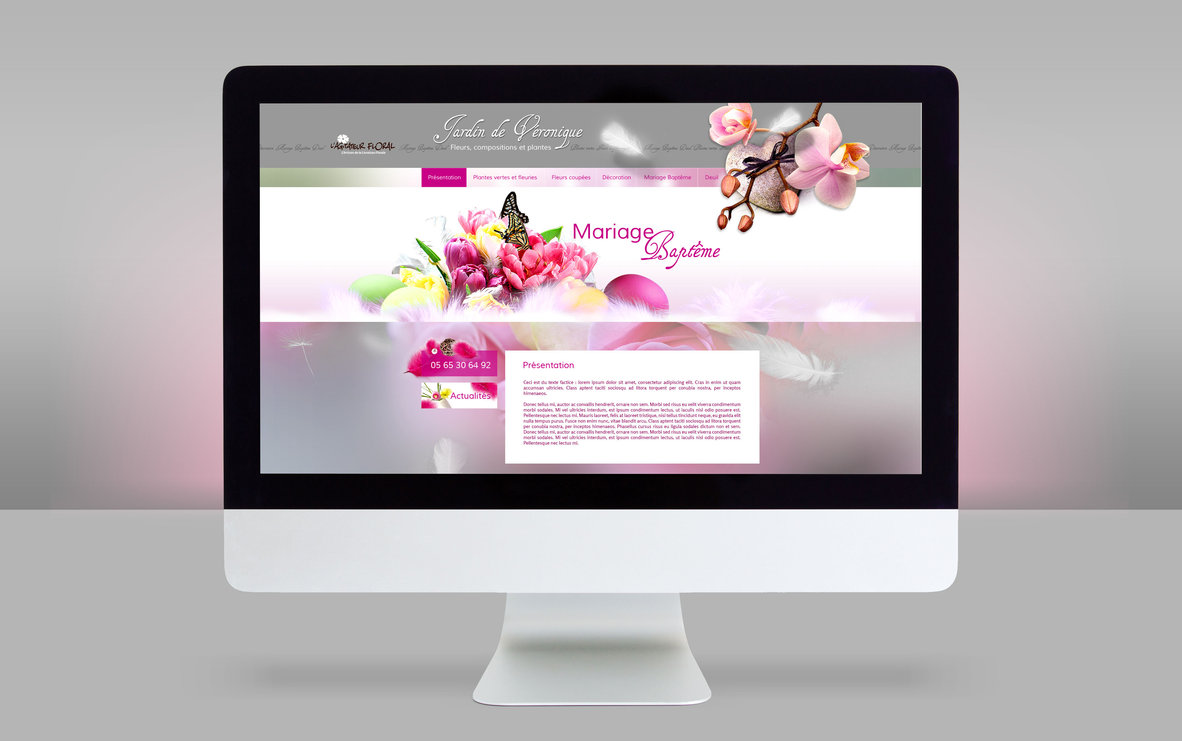 Jardin de Véronique
Fleurs, compositions et plantes
L'AGITATEUR FLORAL
Présentation
Plantes vertes et fleuries
Fleurs coupées
Décoration
Mariage Baptême
Deuil
Mariage
Baptême
05 65 30 64 92
Actualités
Présentation
Ceci est du texte factice : lorem ipsum dolor sit amet, consectetur adipiscing elit. Cras in enim ut quam
accumsan ultricies. Class aptent taciti sociosqu ad litora torquent per conubia nostra, per inceptos
himenaeos.
Donec tellus mi, auctor ac convallis hendrerit, ornare non sem. Morbi sed risus eu velit viverra condimentum
morbi sodales. Mi vel ultricies interdum, est ipsum condimentum lectus, ut iaculis nisl odio posuere est.
Pellentesque nec lectus mi. Mauris laoreet, felis at laoreet tristique, nisi tellus tincidunt neque, eu gravida elit
nulla tempus purus. Fusce non enim nunc, vitae blandit arcu. Class aptent taciti sociosqu ad litora torquent
per conubia nostra, per inceptos himenaeos. Phasellus cursus risus eu ligula sodales dictum non et sem.
Donec tellus mi, auctor ac convallis hendrerit, ornare non sem. Morbi sed risus eu velit viverra condimentum
morbi sodales. Mi vel ultricies interdum, est ipsum condimentum lectus, ut iaculis nisl odio posuere est.
Pellentesque nec lectus mi.